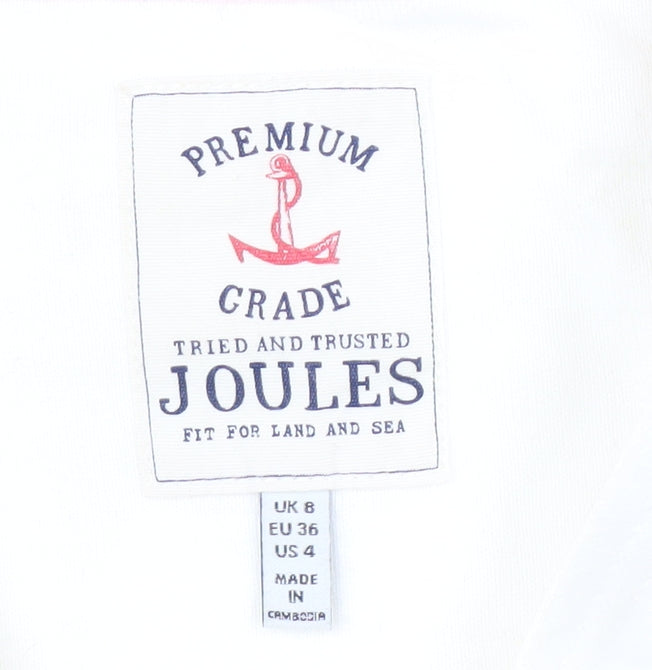 PREMIUM
GRADE
TRIED AND TRUSTED
JOULES
FIT FOR LAND AND SEA
UK 8
EU 36
US 4
MADE
IN
CAMBODIA